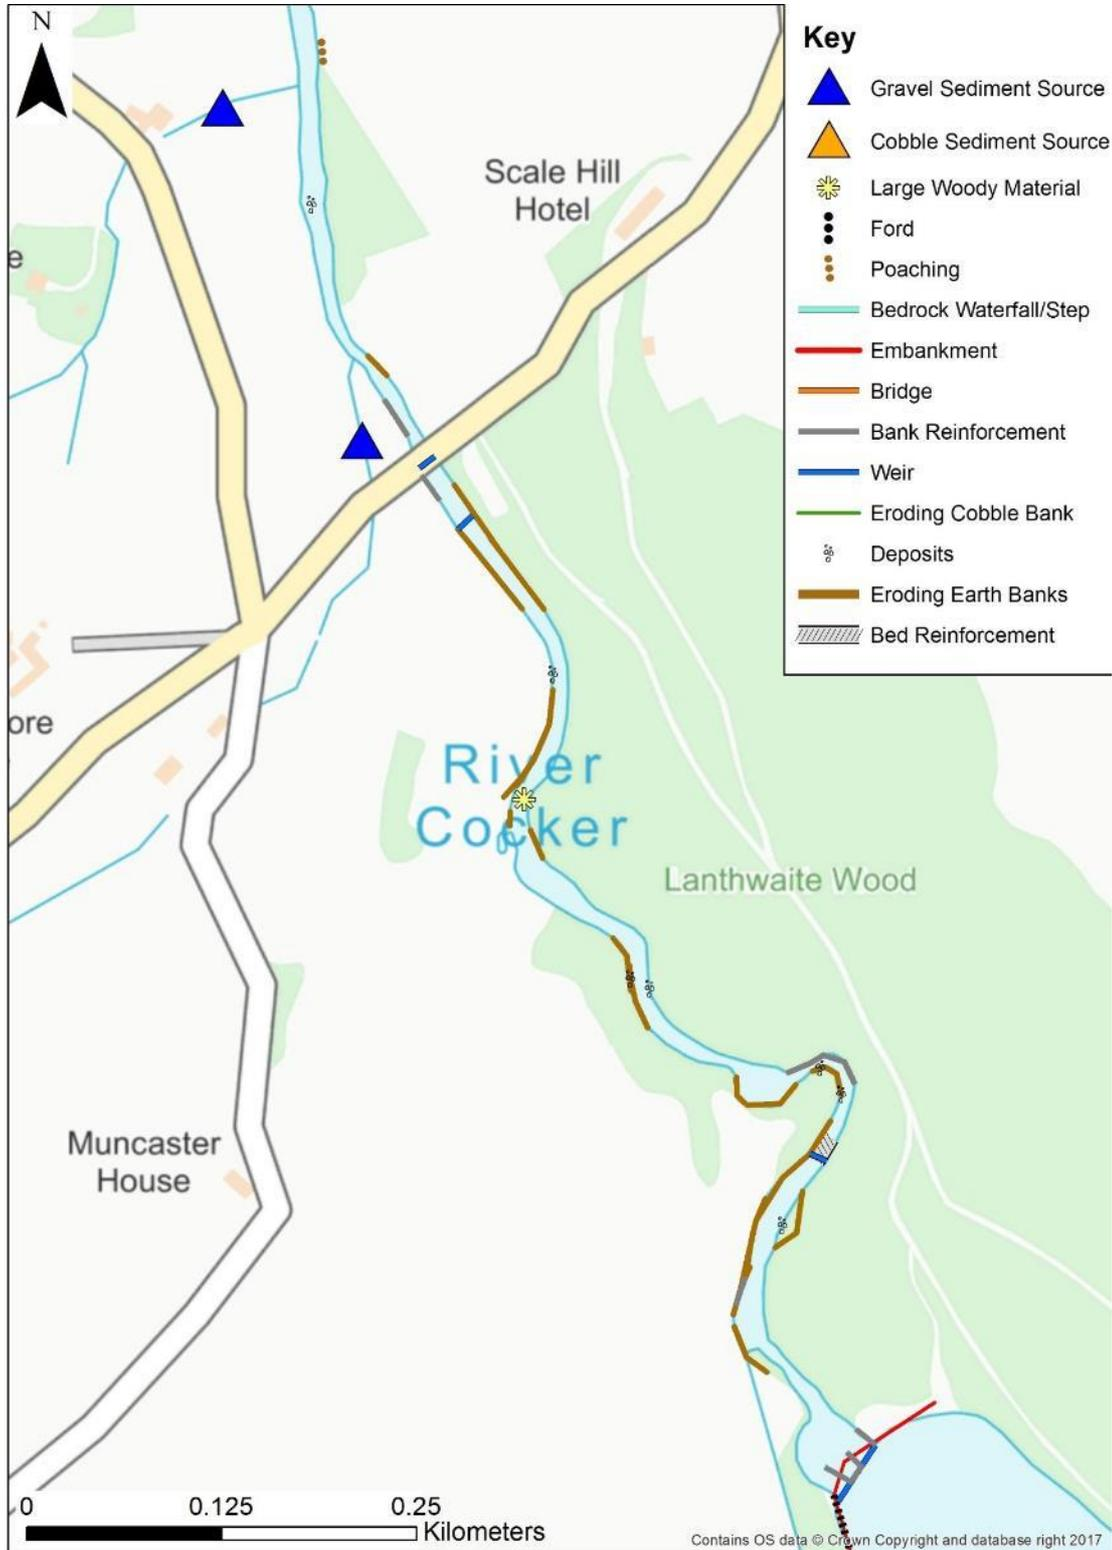 N
Key
Gravel Sediment Source
Cobble Sediment Source
Large Woody Material
Ford
Poaching
Bedrock Waterfall/Step
Embankment
Bridge
Bank Reinforcement
Weir
Eroding Cobble Bank
Deposits
Eroding Earth Banks
Bed Reinforcement
Scale Hill
Hotel
e
ore
River
Cocker
Lanthwaite Wood
Muncaster
House
0 0.125 0.25
Kilometers
Contains OS data © Crown Copyright and database right 2017